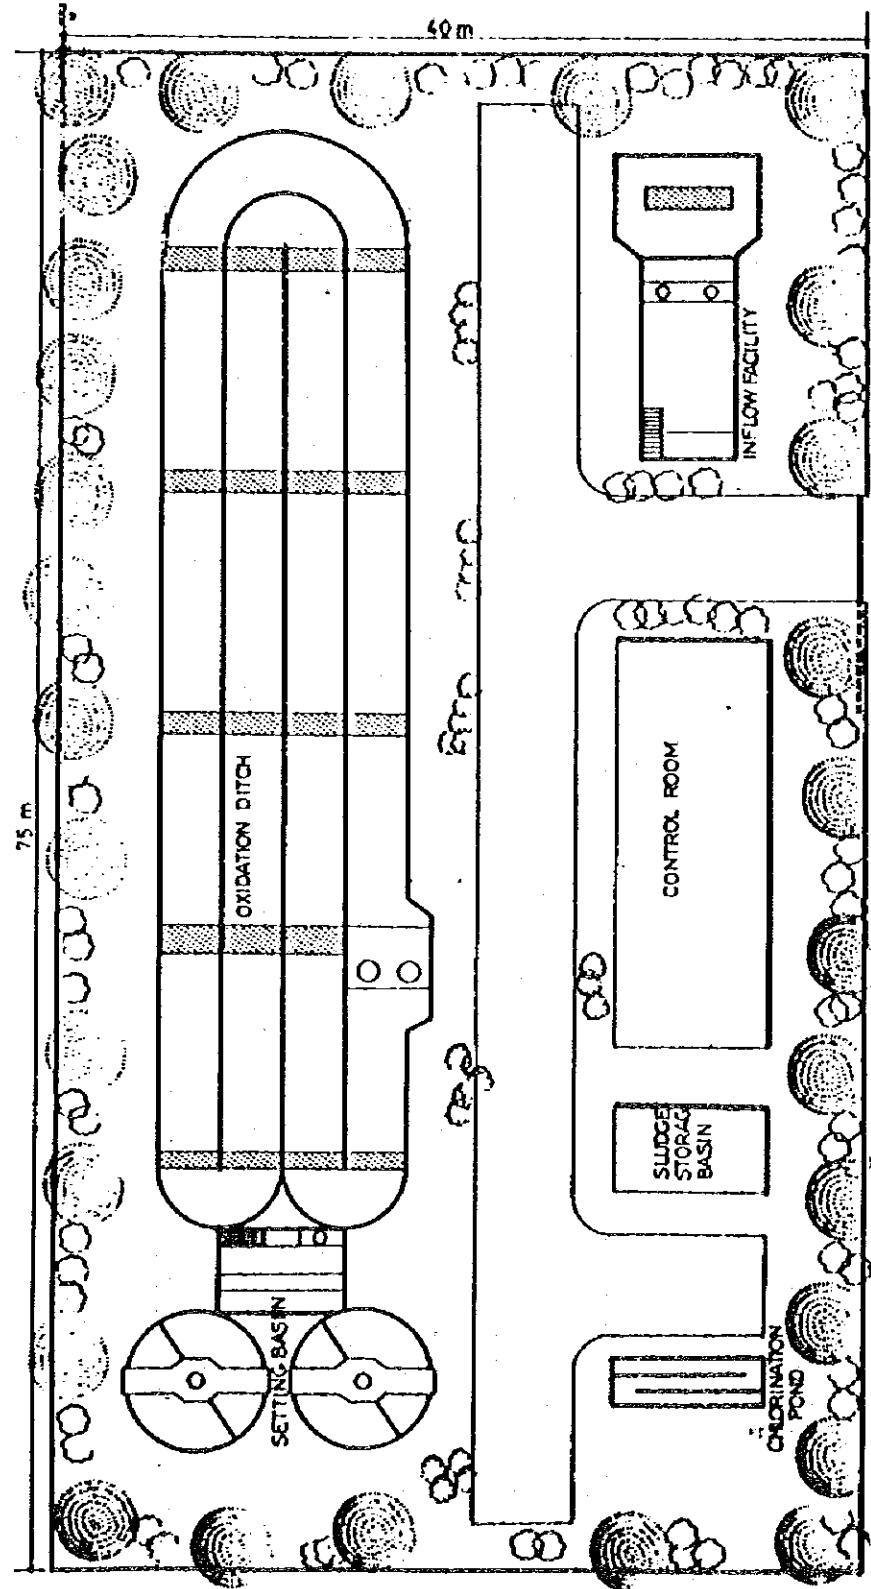 40 m
75 m
INFLOW FACILITY
OXIDATION DITCH
CONTROL ROOM
SLUDGE
STORAG
BASIN
SETTING BASIN
CHLORINATION
POND